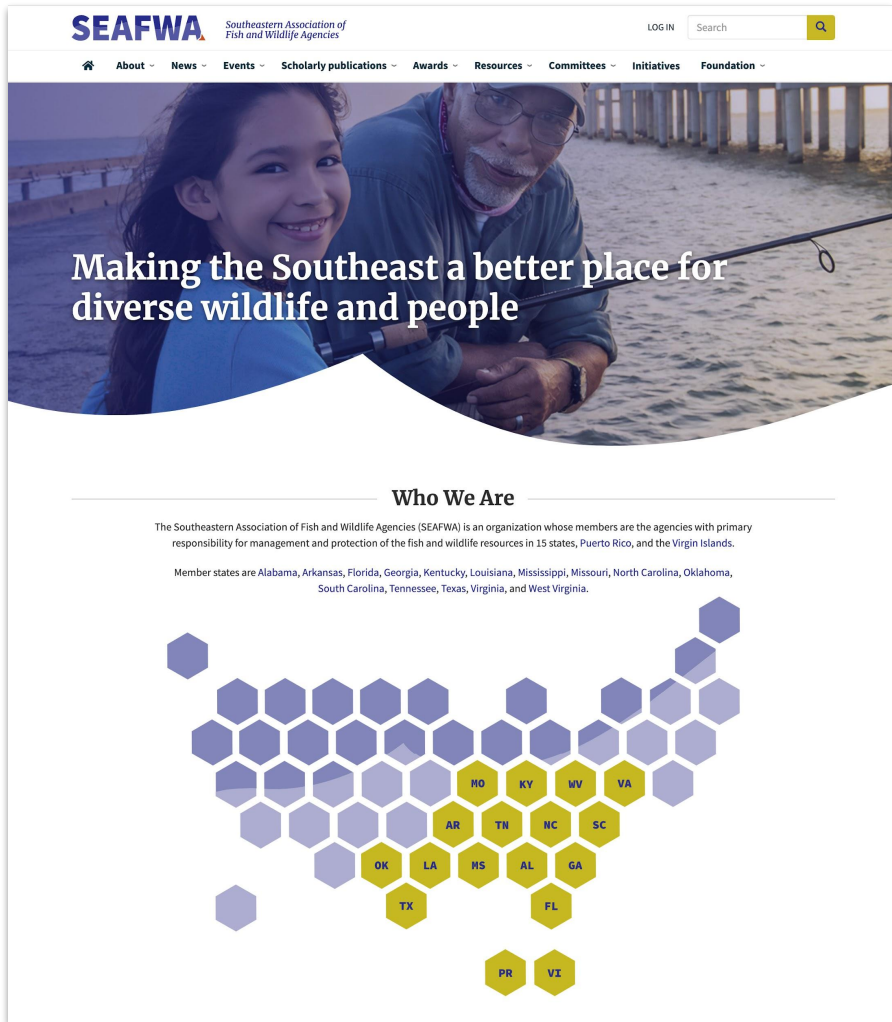 SEAFWA
Southeastern Association of
Fish and Wildlife Agencies
LOG IN
Search
About
News
Events
Scholarly publications
Awards
Resources
Committees
Initiatives
Foundation
Making the Southeast a better place for
diverse wildlife and people
Who We Are
The Southeastern Association of Fish and Wildlife Agencies (SEAFWA) is an organization whose members are the agencies with primary
responsibility for management and protection of the fish and wildlife resources in 15 states, Puerto Rico, and the Virgin Islands.
Member states are Alabama, Arkansas, Florida, Georgia, Kentucky, Louisiana, Mississippi, Missouri, North Carolina, Oklahoma,
South Carolina, Tennessee, Texas, Virginia, and West Virginia.
MO KY WV VA
AR TN NC SC
OK LA MS AL GA
TX FL
PR VI